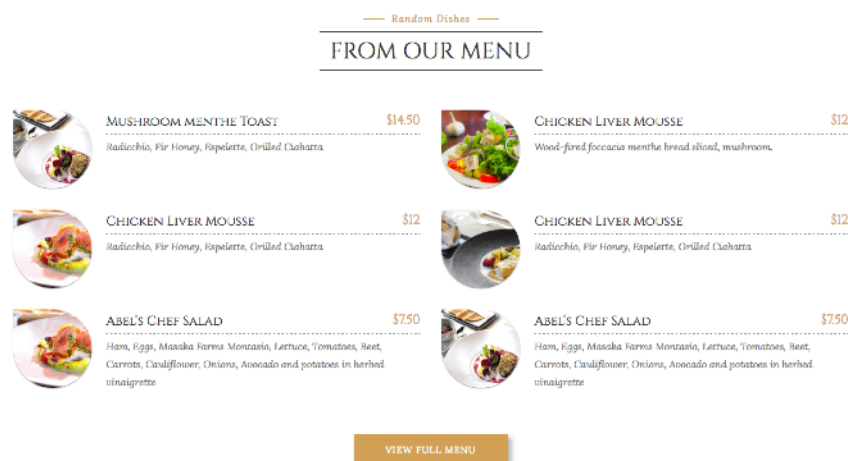 Random Dishes
FROM OUR MENU
MUSHROOM MENTHE TOAST $14.50
Radicchio, Fir Honey, Espelette, Grilled Ciabatta
CHICKEN LIVER MOUSSE $12
Radicchio, Fir Honey, Espelette, Grilled Ciabatta
ABEL'S CHEF SALAD $7.50
Ham, Eggs, Masaka Farms Montasio, Lettuce, Tomatoes, Beet,
Carrots, Cauliflower, Onions, Avocado and potatoes in herbed
vinaigrette
CHICKEN LIVER MOUSSE $12
Wood-fired foccacia menthe bread sliced, mushroom.
CHICKEN LIVER MOUSSE $12
Radicchio, Fir Honey, Espelette, Grilled Ciabatta
ABEL'S CHEF SALAD $7.50
Ham, Eggs, Masaka Farms Montasio, Lettuce, Tomatoes, Beet,
Carrots, Cauliflower, Onions, Avocado and potatoes in herbed
vinaigrette
VIEW FULL MENU